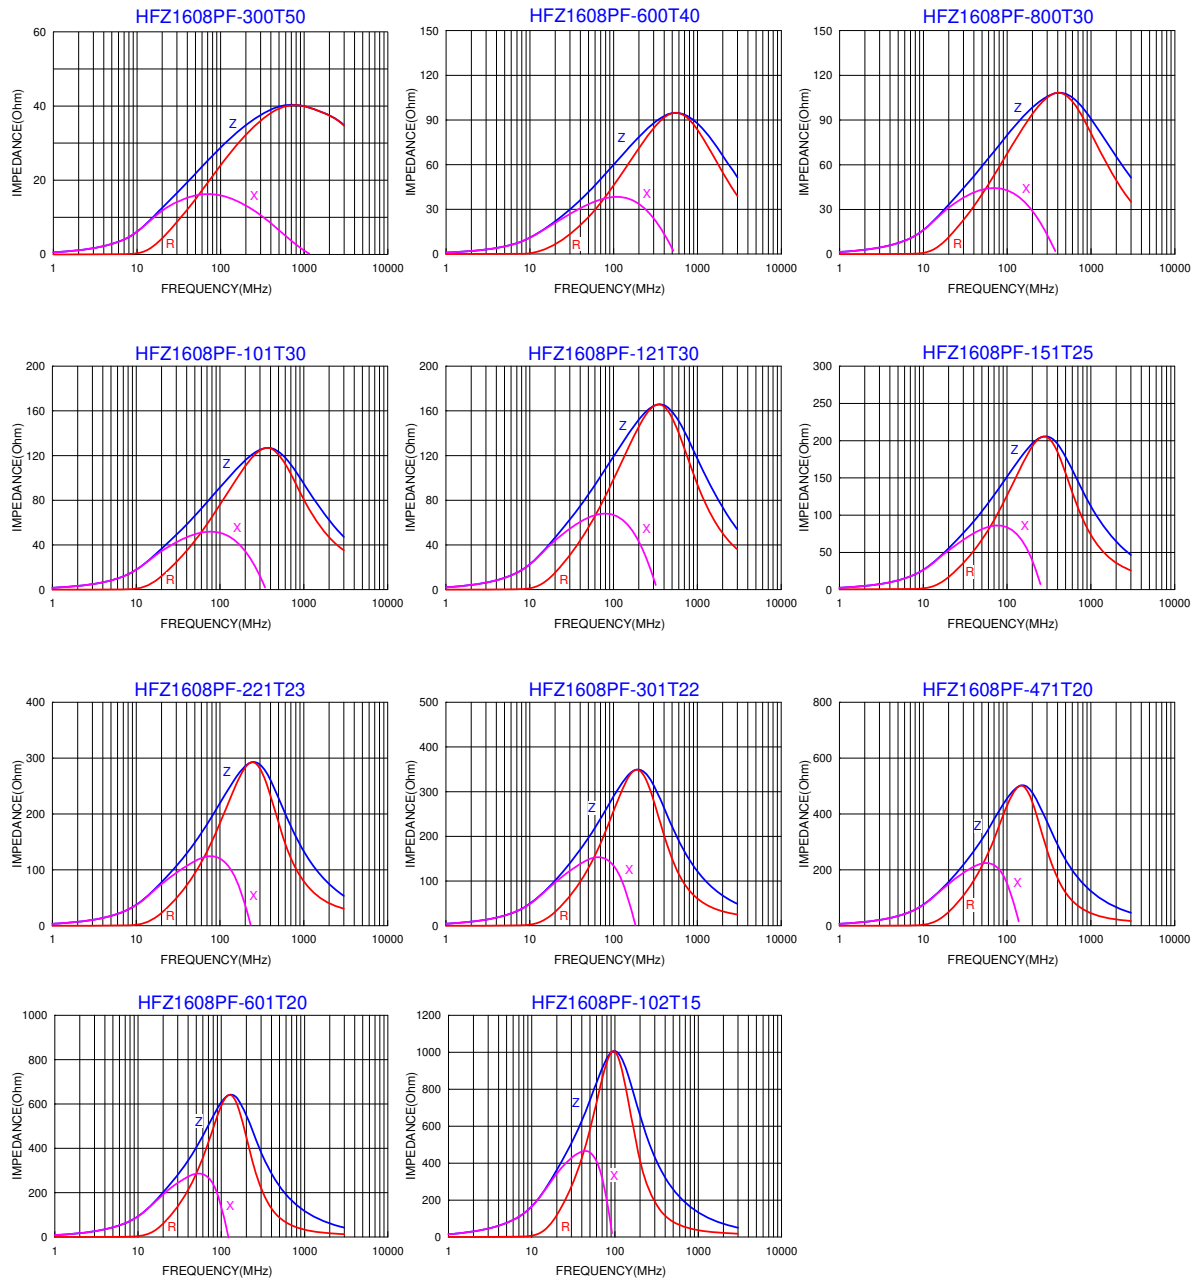 HFZ1608PF-300T50
60
40
20
0
IMPEDANCE(Ohm)
Z
X
R
1 10 100 1000 10000
FREQUENCY(MHz)
HFZ1608PF-600T40
150
120
90
60
30
0
IMPEDANCE(Ohm)
Z
X
R
1 10 100 1000 10000
FREQUENCY(MHz)
HFZ1608PF-800T30
150
120
90
60
30
0
IMPEDANCE(Ohm)
Z
X
R
1 10 100 1000 10000
FREQUENCY(MHz)
HFZ1608PF-101T30
200
160
120
80
40
0
IMPEDANCE(Ohm)
Z
X
R
1 10 100 1000 10000
FREQUENCY(MHz)
HFZ1608PF-121T30
200
160
120
80
40
0
IMPEDANCE(Ohm)
Z
X
R
1 10 100 1000 10000
FREQUENCY(MHz)
HFZ1608PF-151T25
300
250
200
150
100
50
0
IMPEDANCE(Ohm)
Z
X
R
1 10 100 1000 10000
FREQUENCY(MHz)
HFZ1608PF-221T23
400
300
200
100
0
IMPEDANCE(Ohm)
Z
X
R
1 10 100 1000 10000
FREQUENCY(MHz)
HFZ1608PF-301T22
500
400
300
200
100
0
IMPEDANCE(Ohm)
Z
X
R
1 10 100 1000 10000
FREQUENCY(MHz)
HFZ1608PF-471T20
800
600
400
200
0
IMPEDANCE(Ohm)
Z
X
R
1 10 100 1000 10000
FREQUENCY(MHz)
HFZ1608PF-601T20
1000
800
600
400
200
0
IMPEDANCE(Ohm)
Z
X
R
1 10 100 1000 10000
FREQUENCY(MHz)
HFZ1608PF-102T15
1200
1000
800
600
400
200
0
IMPEDANCE(Ohm)
Z
X
R
1 10 100 1000 10000
FREQUENCY(MHz)